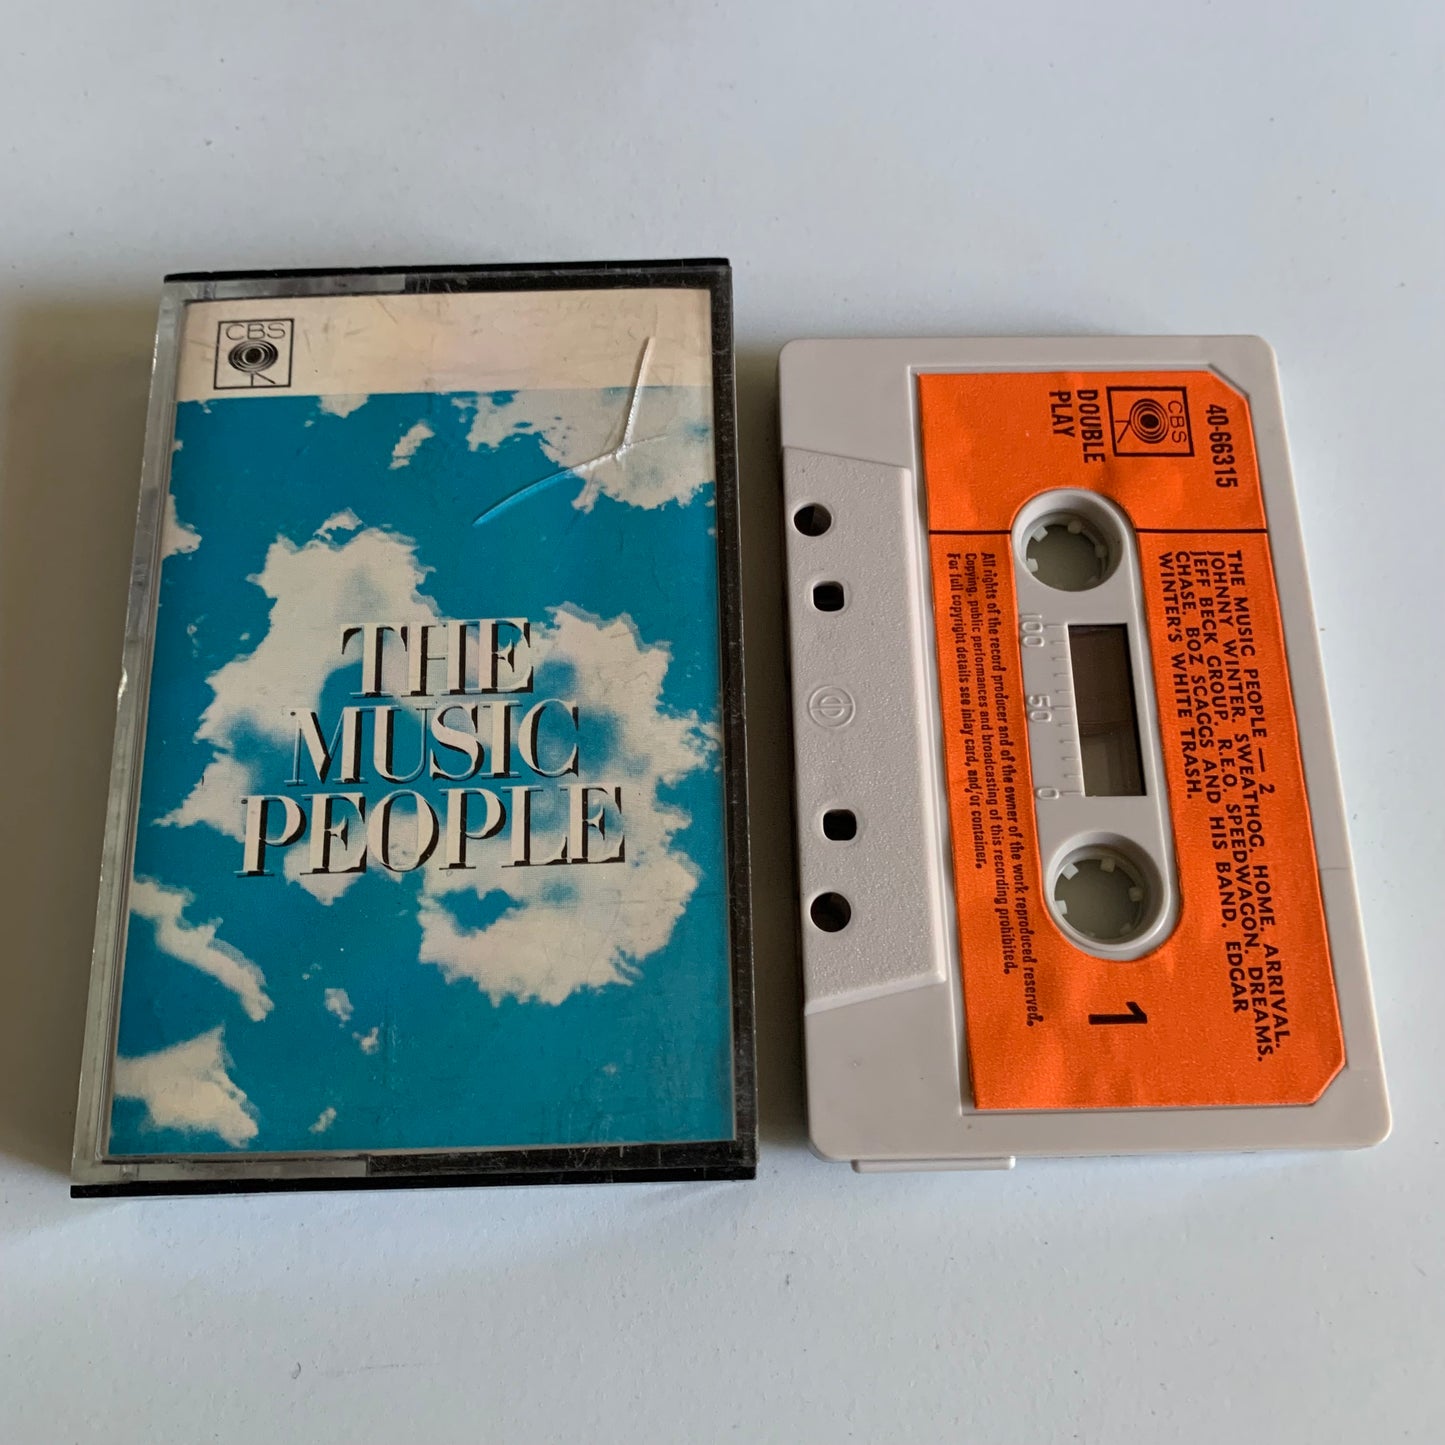 CBS
THE
MUSIC
PEOPLE
CBS
40-66315
DOUBLE
PLAY
THE MUSIC PEOPLE — 2
JOHNNY WINTER. SWEATHOG. HOME. ARRIVAL.
JEFF BECK GROUP. R.E.O. SPEEDWAGON. DREAMS.
CHASE. BOZ SCAGGS AND HIS BAND. EDGAR
WINTER'S WHITE TRASH.
100 50 0
1
All rights of the record producer and of the owner of the work reproduced reserved.
Copying, public performances and broadcasting of this recording prohibited.
For full copyright details see inlay card, and/or container.